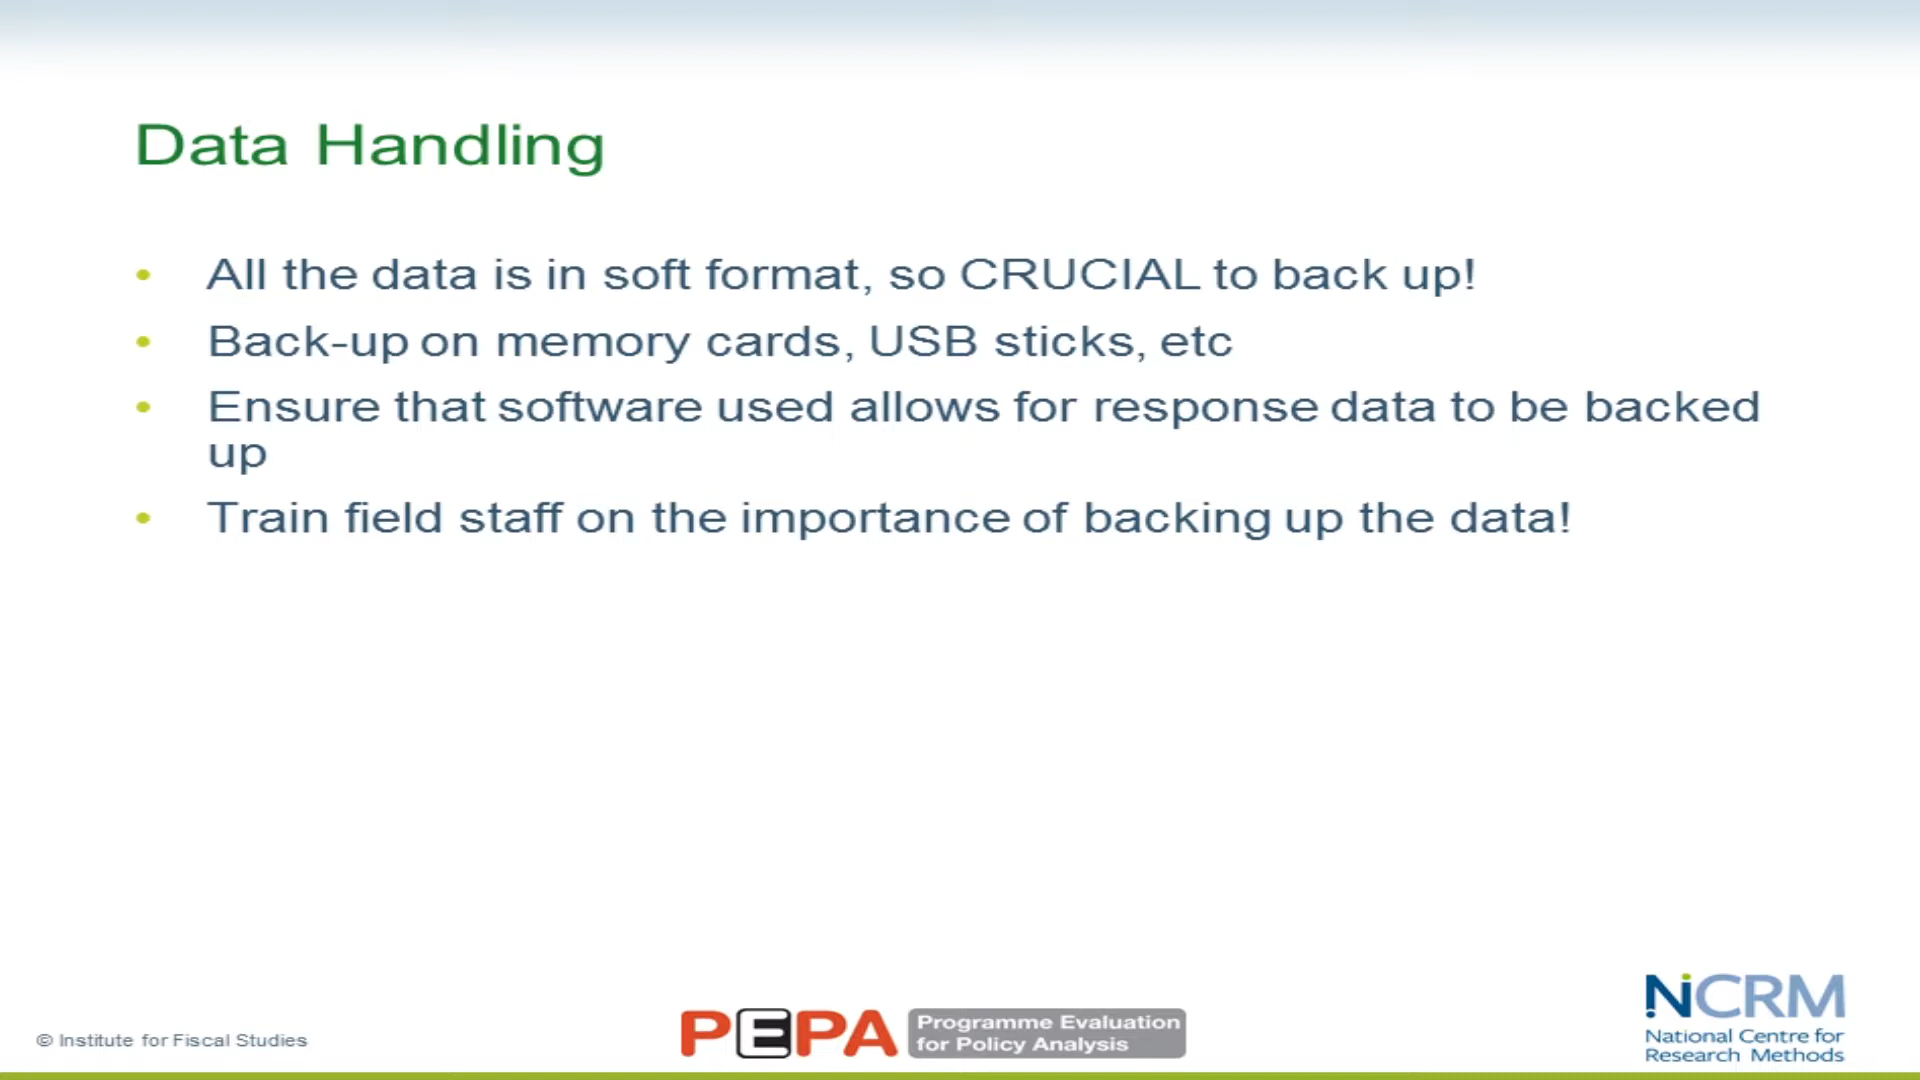 Data Handling
• All the data is in soft format, so CRUCIAL to back up!
• Back-up on memory cards, USB sticks, etc
• Ensure that software used allows for response data to be backed
up
• Train field staff on the importance of backing up the data!
© Institute for Fiscal Studies
PEPA
Programme Evaluation
for Policy Analysis
NCRM
National Centre for
Research Methods